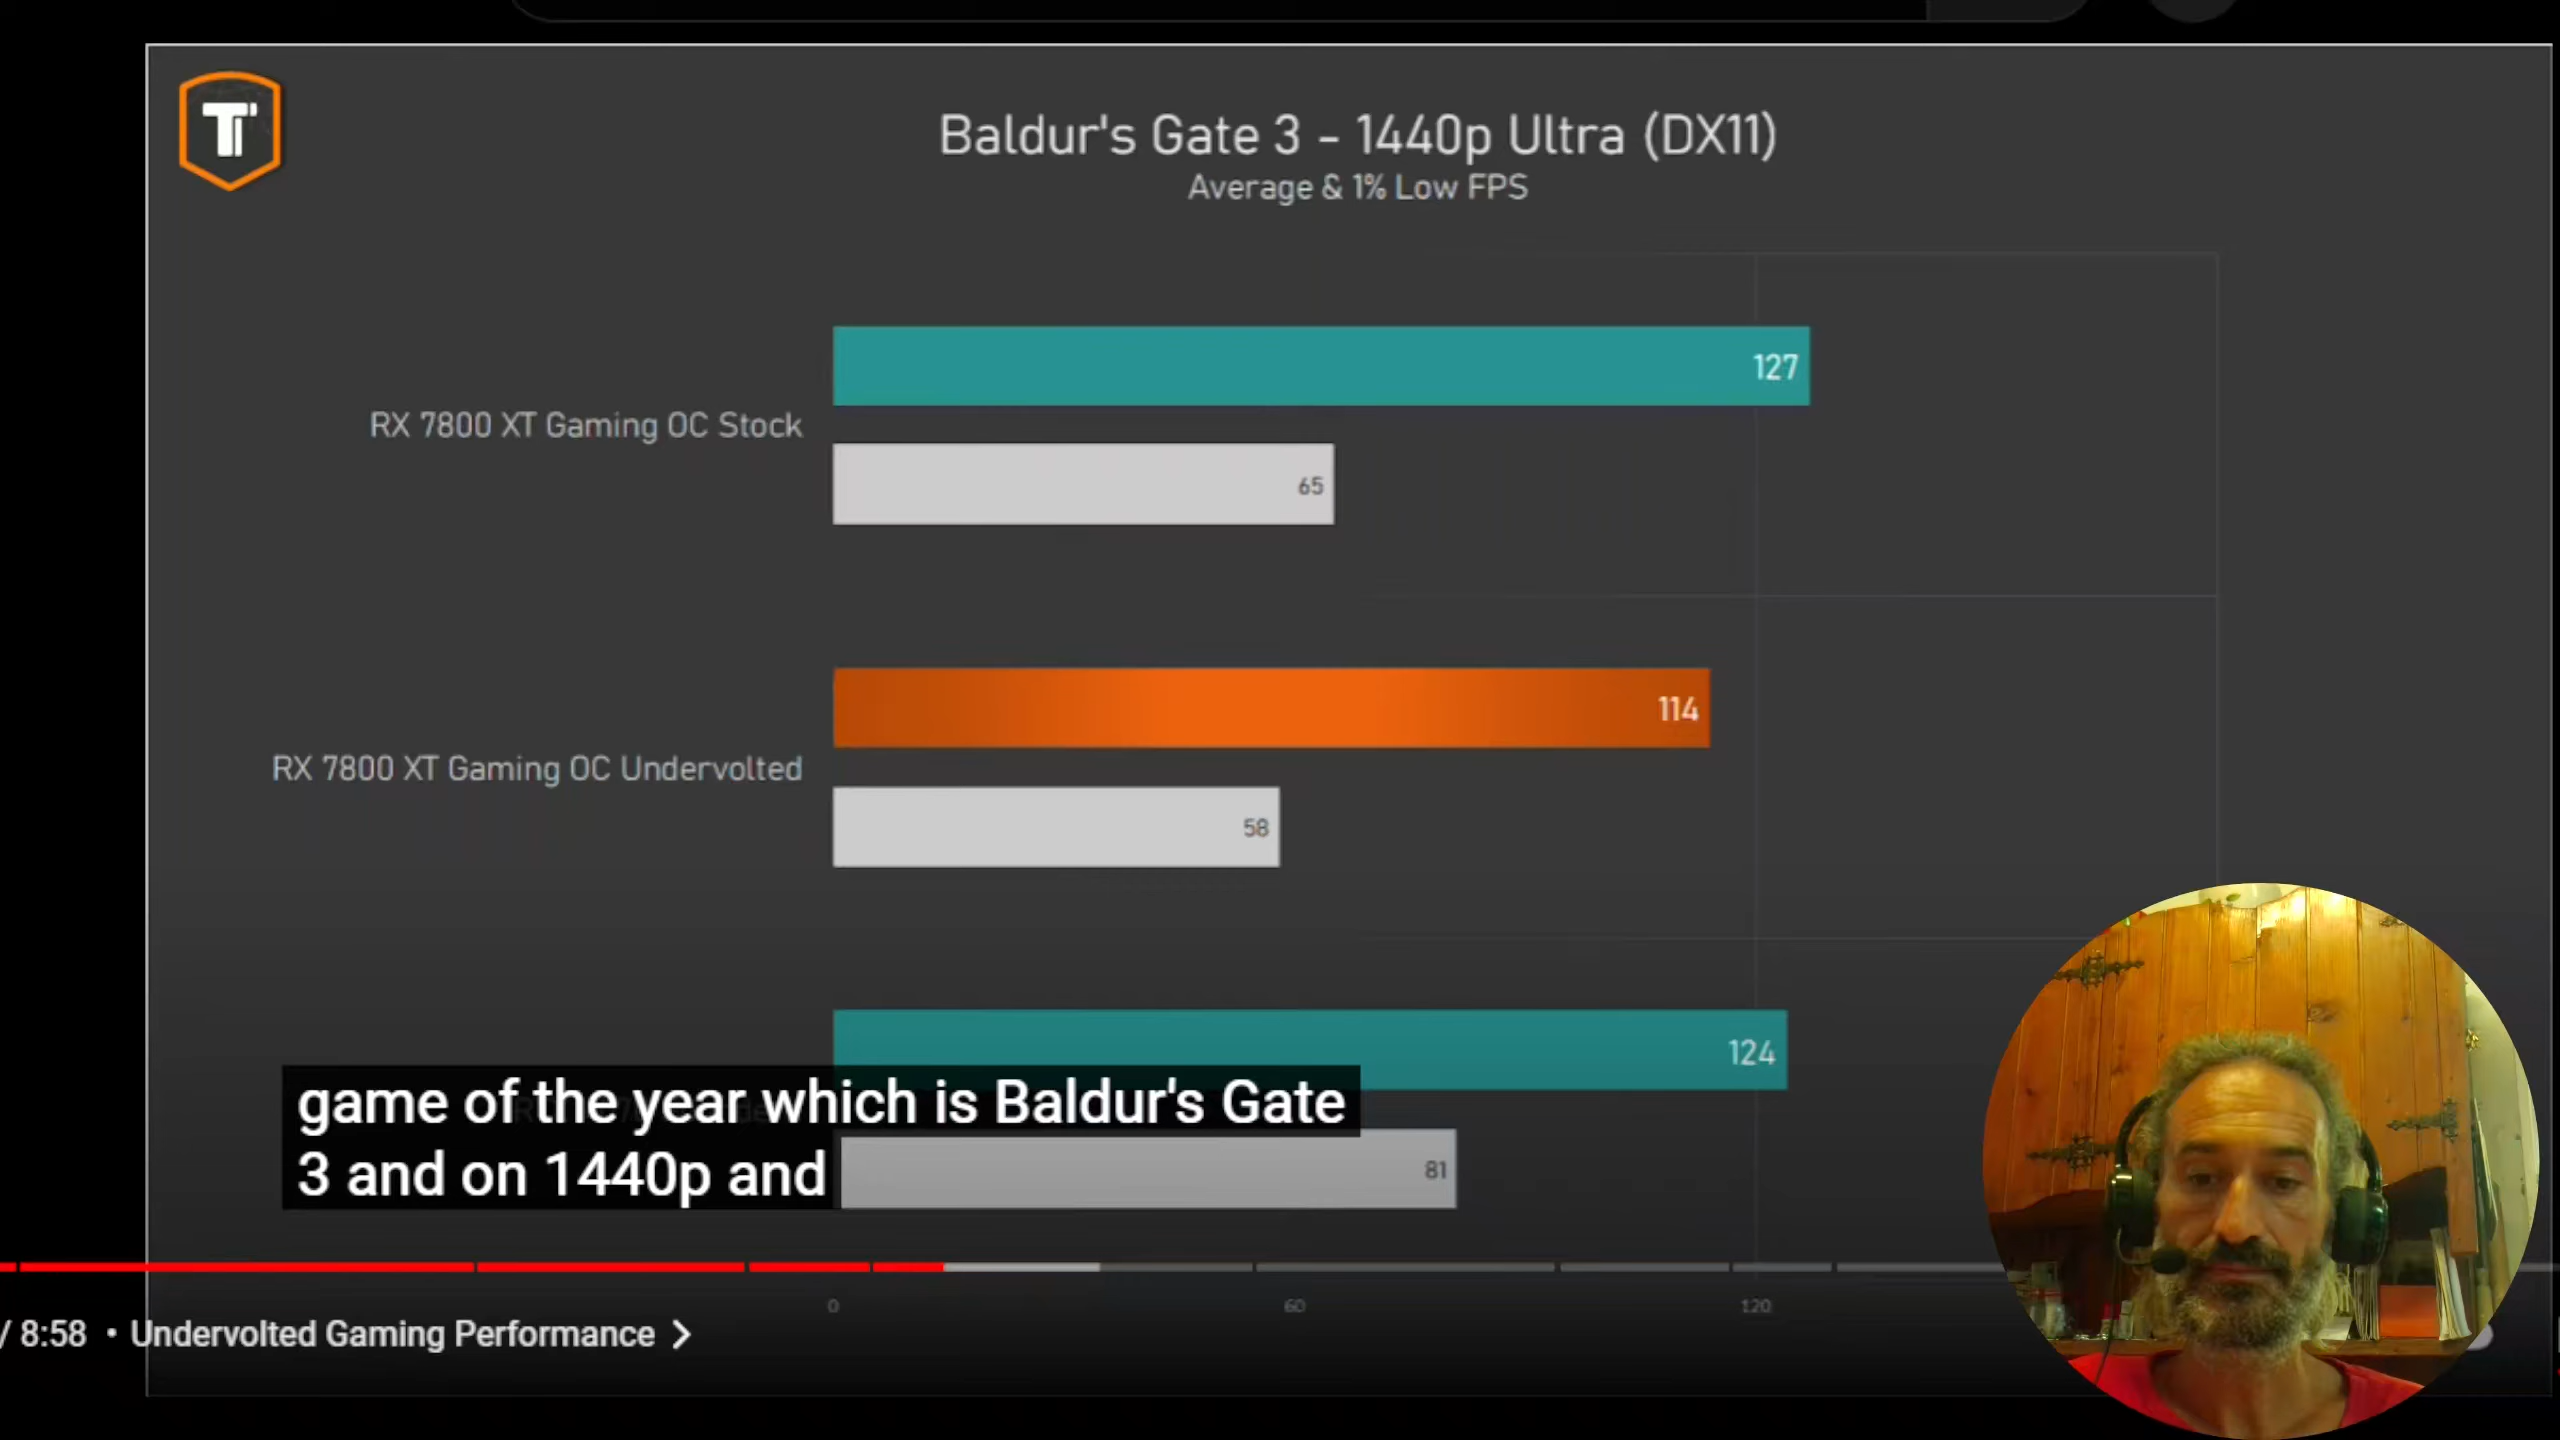 Baldur's Gate 3 - 1440p Ultra (DX11)
Average & 1% Low FPS
127
RX 7800 XT Gaming OC Stock
65
114
RX 7800 XT Gaming OC Undervolted
58
124
game of the year which is Baldur's Gate
3 and on 1440p and
81
0 60 120
/ 8:58 • Undervolted Gaming Performance >